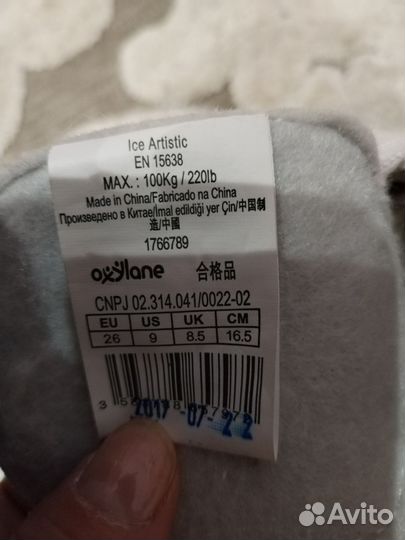 Ice Artistic
EN 15638
MAX. : 100Kg / 220lb
Made in China/Fabricado na China
Произведено в Китае/İmal edildiği yer Çin/中国制
造/中國
1766789
oxylane 合格品
CNPJ 02.314.041/0022-02
EU US UK CM
26 9 8.5 16.5
2017-07-22
Avito